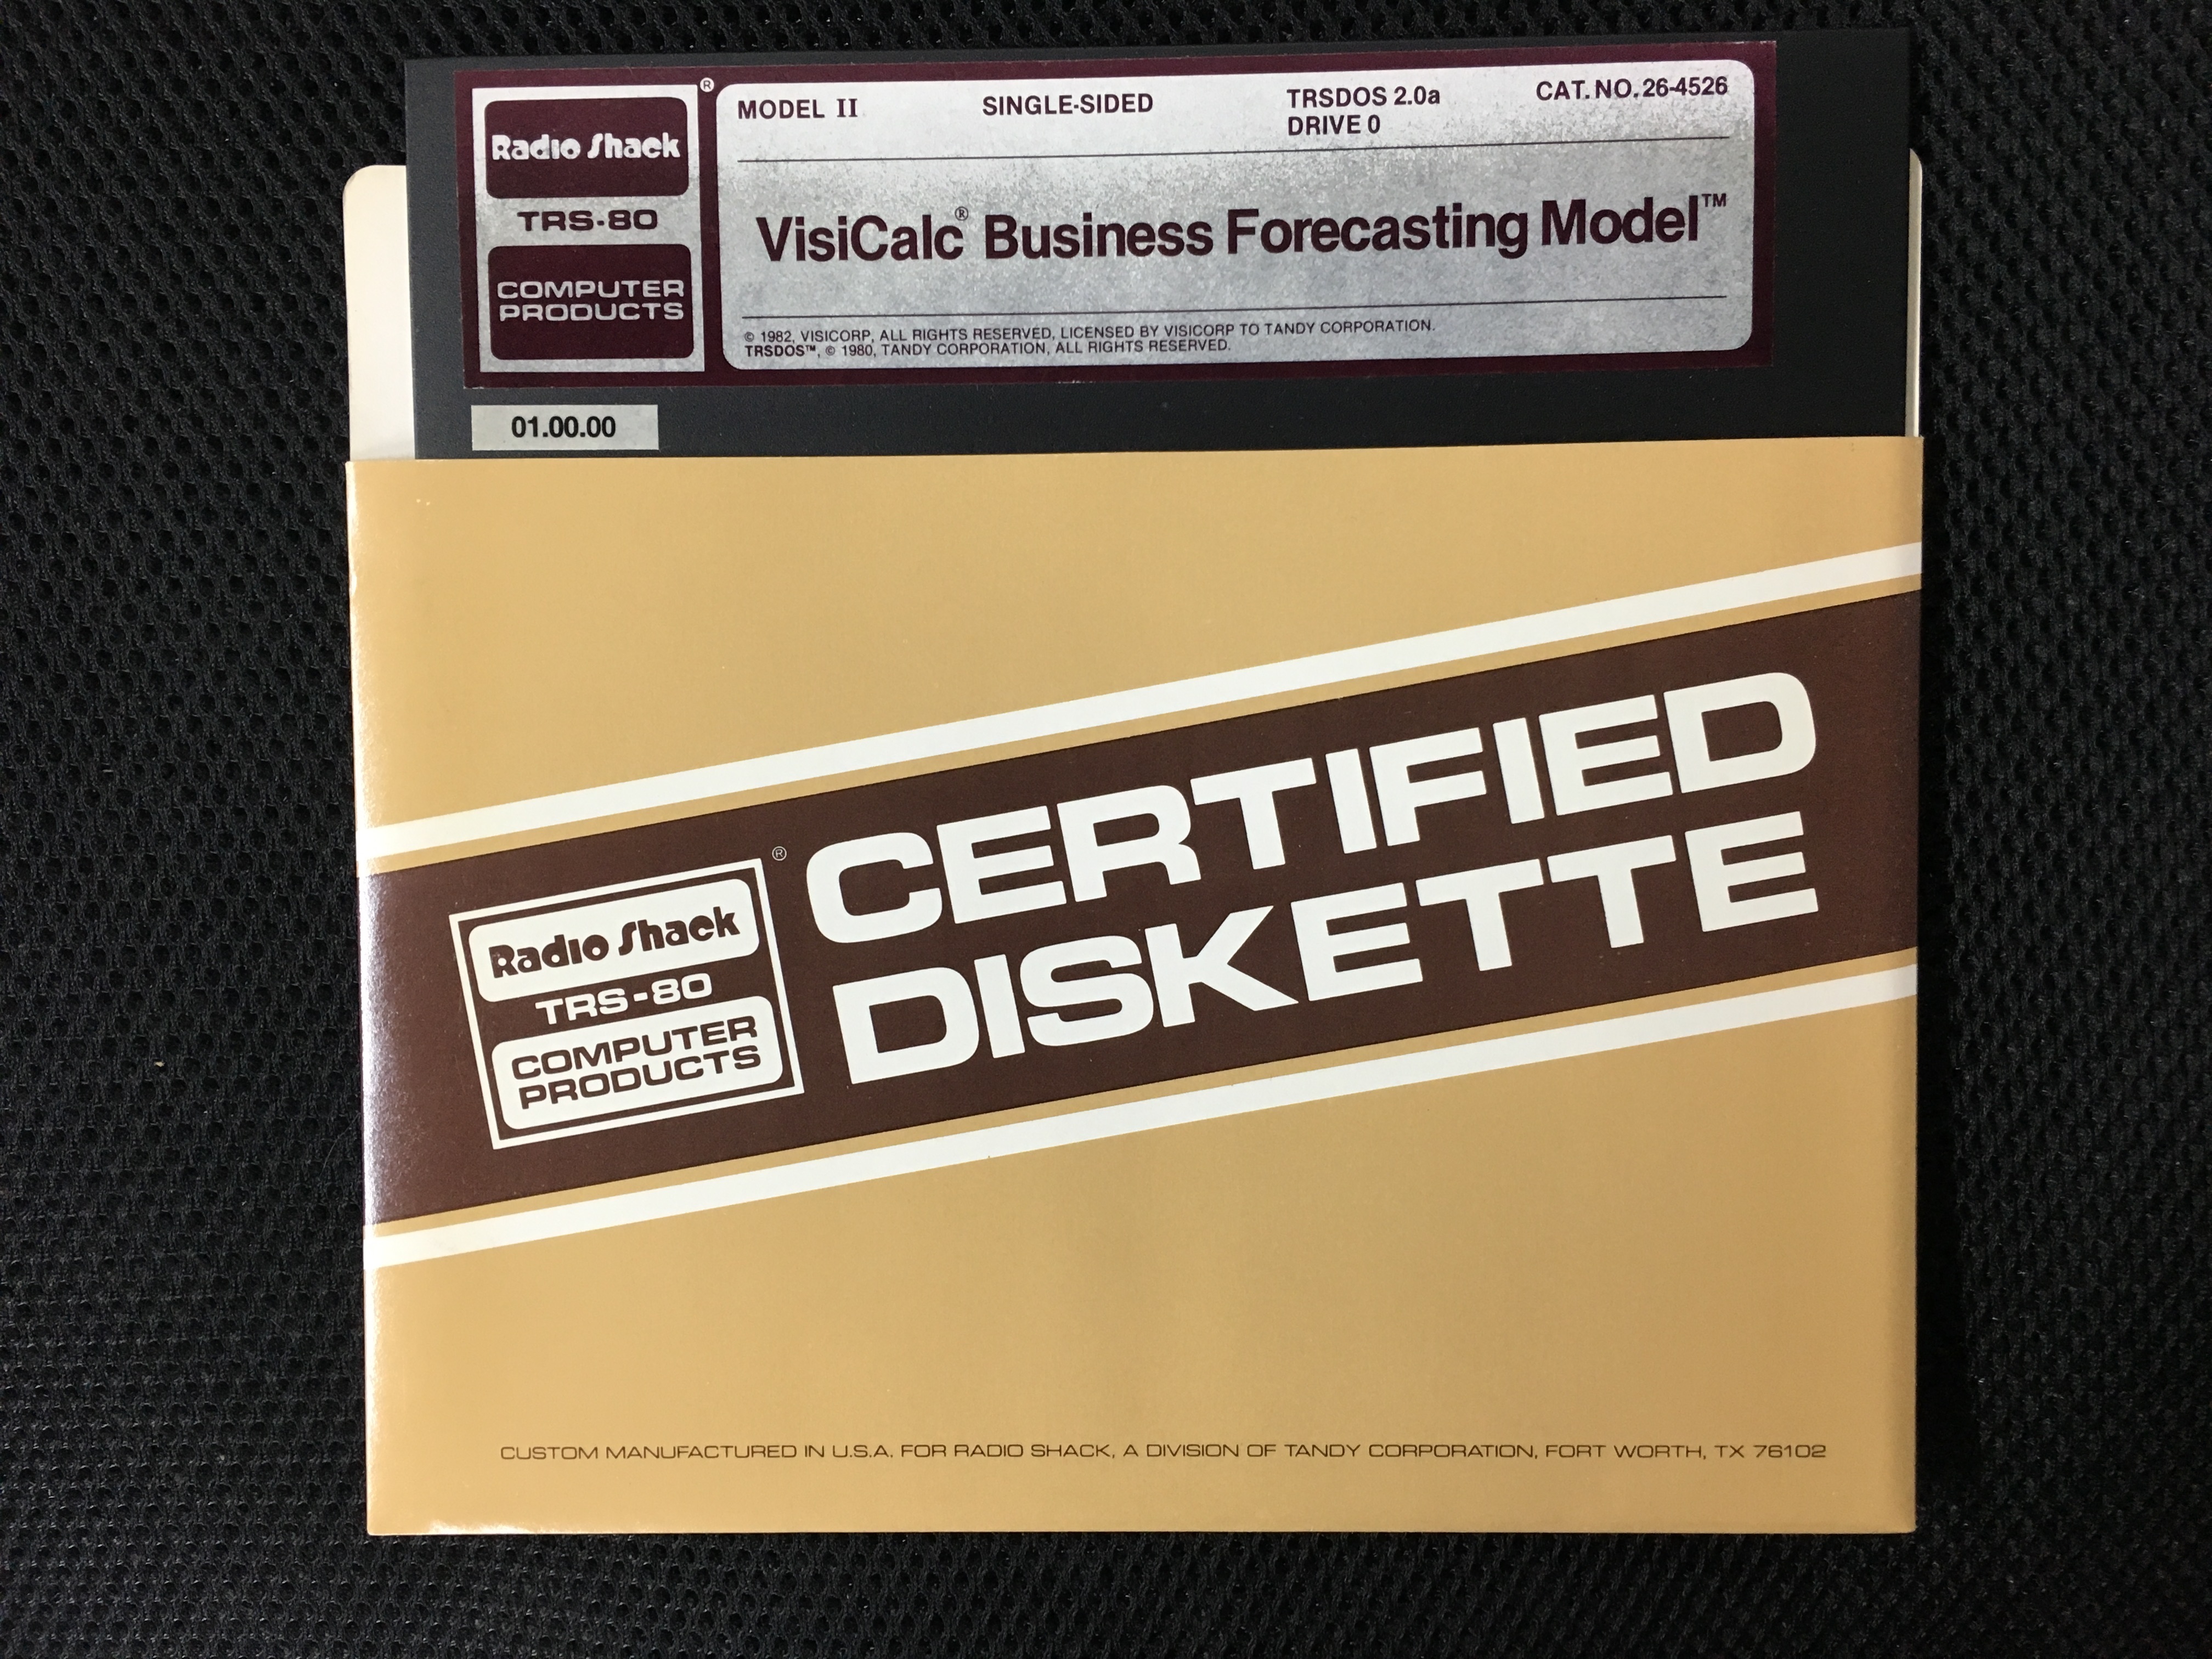 Radio Shack ®
TRS-80
COMPUTER
PRODUCTS
MODEL II SINGLE-SIDED TRSDOS 2.0a CAT. NO. 26-4526
DRIVE 0
VisiCalc® Business Forecasting Model™
© 1982, VISICORP, ALL RIGHTS RESERVED, LICENSED BY VISICORP TO TANDY CORPORATION.
TRSDOS™, © 1980, TANDY CORPORATION, ALL RIGHTS RESERVED.
01.00.00
Radio Shack ®
TRS-80
COMPUTER
PRODUCTS
CERTIFIED
DISKETTE
CUSTOM MANUFACTURED IN U.S.A. FOR RADIO SHACK, A DIVISION OF TANDY CORPORATION, FORT WORTH, TX 76102